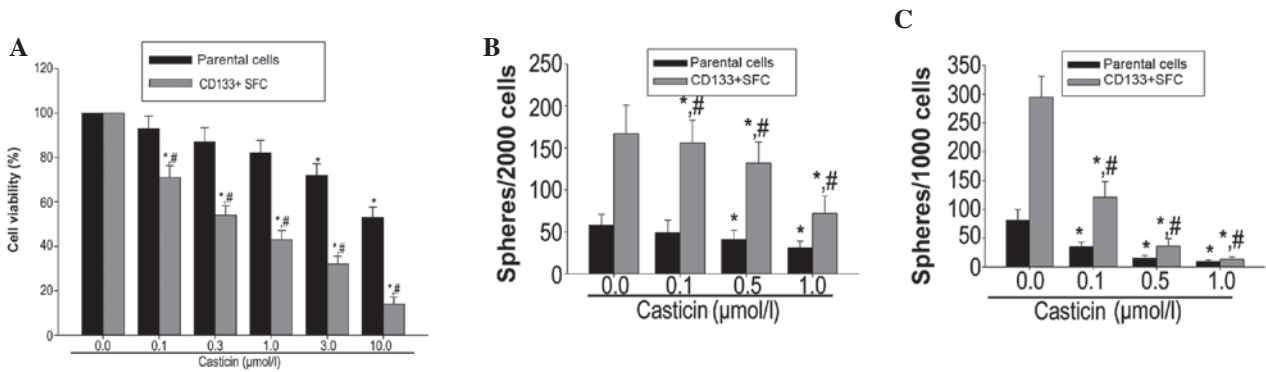 A
Parental cells
CD133+ SFC
Cell viability (%)
120
100
80
60
40
20
0
*,#
*,#
*,#
*
*,#
*
*,#
0.0 0.1 0.3 1.0 3.0 10.0
Casticin (μmol/l)
B
Parental cells
CD133+SFC
Spheres/2000 cells
250
200
150
100
50
0
*,#
*
*,#
*
*,#
0.0 0.1 0.5 1.0
Casticin (μmol/l)
C
Parental cells
CD133+SFC
Spheres/1000 cells
350
300
250
200
150
100
50
0
*
*,#
*
*,#
*
*,#
0.0 0.1 0.5 1.0
Casticin (μmol/l)